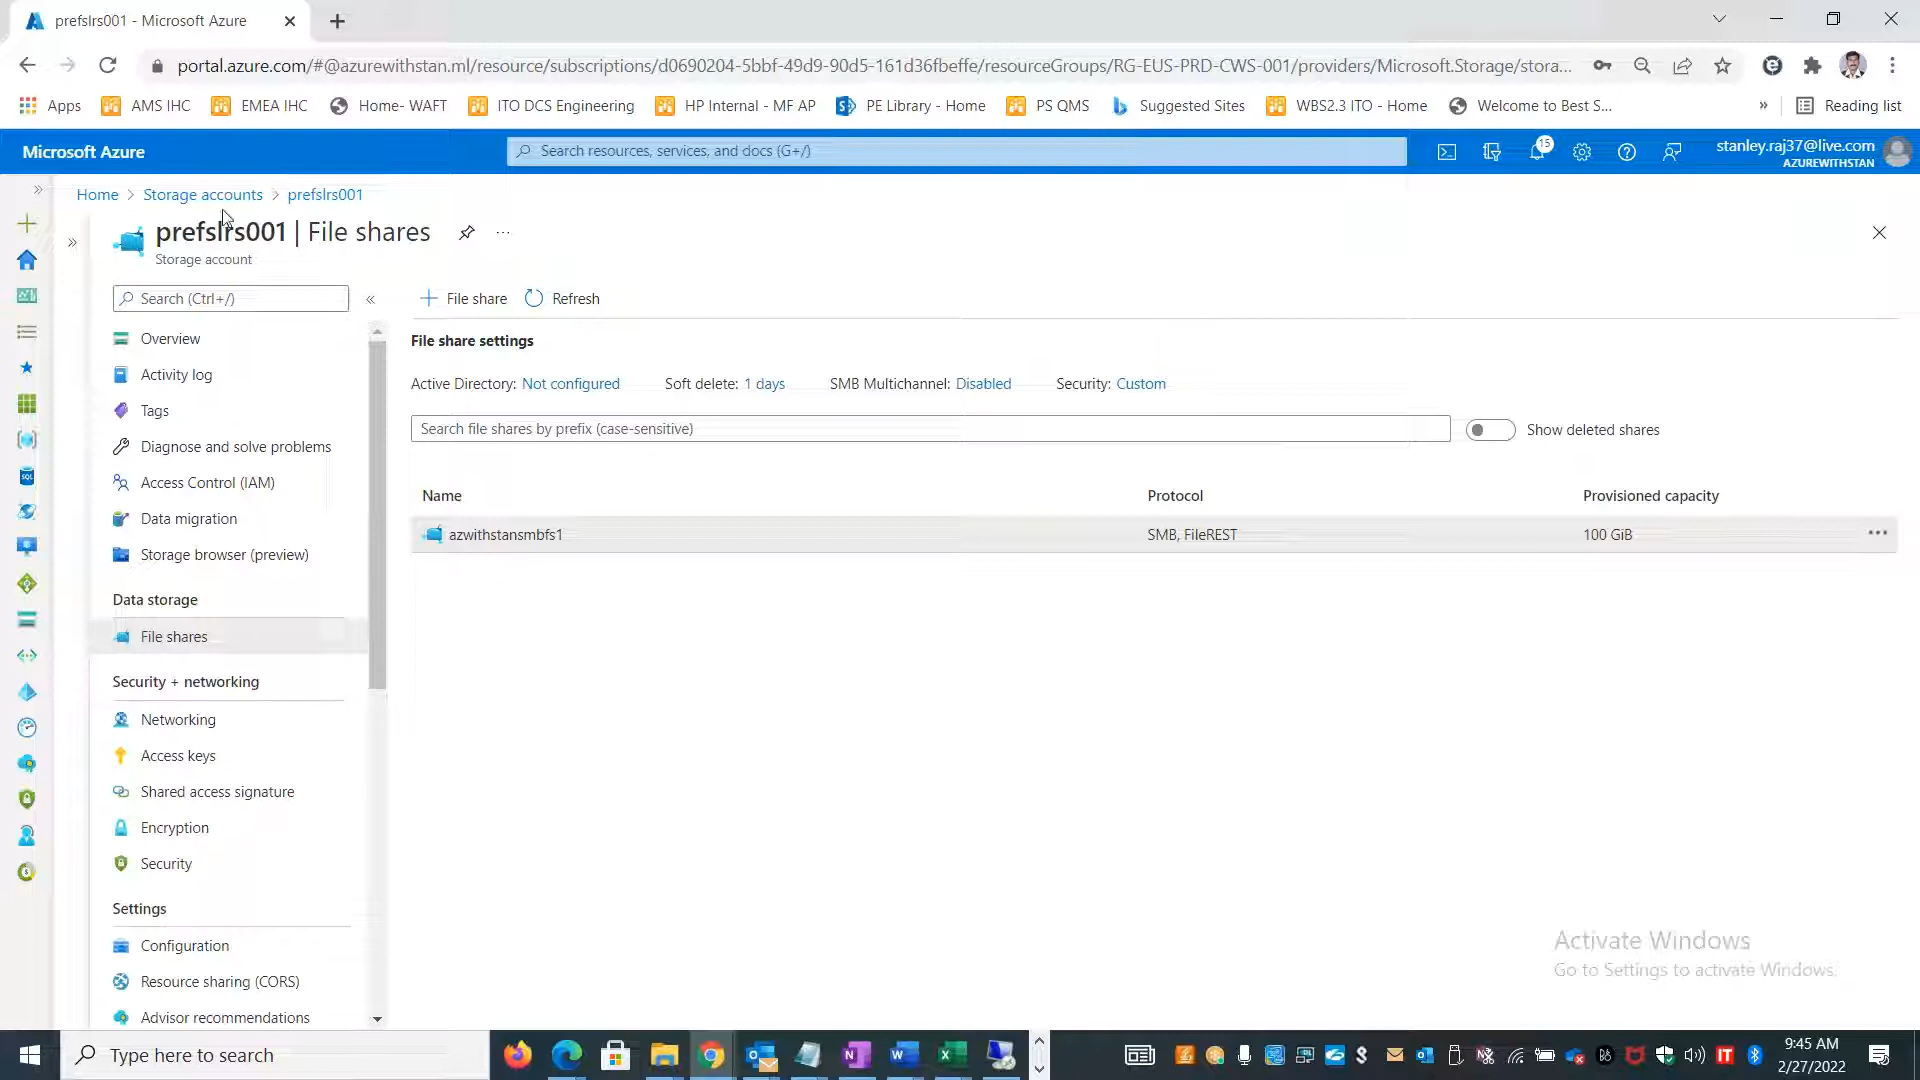 prefslrs001 - Microsoft Azure
portal.azure.com/#@azurewithstan.ml/resource/subscriptions/d0690204-5bbf-49d9-90d5-161d36fbeffe/resourceGroups/RG-EUS-PRD-CWS-001/providers/Microsoft.Storage/stora...
Apps AMS IHC EMEA IHC Home- WAFT ITO DCS Engineering HP Internal - MF AP PE Library - Home PS QMS Suggested Sites WBS2.3 ITO - Home Welcome to Best S... » Reading list
Microsoft Azure
Search resources, services, and docs (G+/)
15
stanley.raj37@live.com
AZUREWITHSTAN
Home > Storage accounts > prefslrs001
prefslrs001 | File shares
Storage account
Search (Ctrl+/)
Overview
Activity log
Tags
Diagnose and solve problems
Access Control (IAM)
Data migration
Storage browser (preview)
Data storage
File shares
Security + networking
Networking
Access keys
Shared access signature
Encryption
Security
Settings
Configuration
Resource sharing (CORS)
Advisor recommendations
File share Refresh
File share settings
Active Directory: Not configured Soft delete: 1 days SMB Multichannel: Disabled Security: Custom
Search file shares by prefix (case-sensitive)
Show deleted shares
Name Protocol Provisioned capacity
azwithstansmbfs1 SMB, FileREST 100 GiB
Activate Windows
Go to Settings to activate Windows.
Type here to search
9:45 AM
2/27/2022